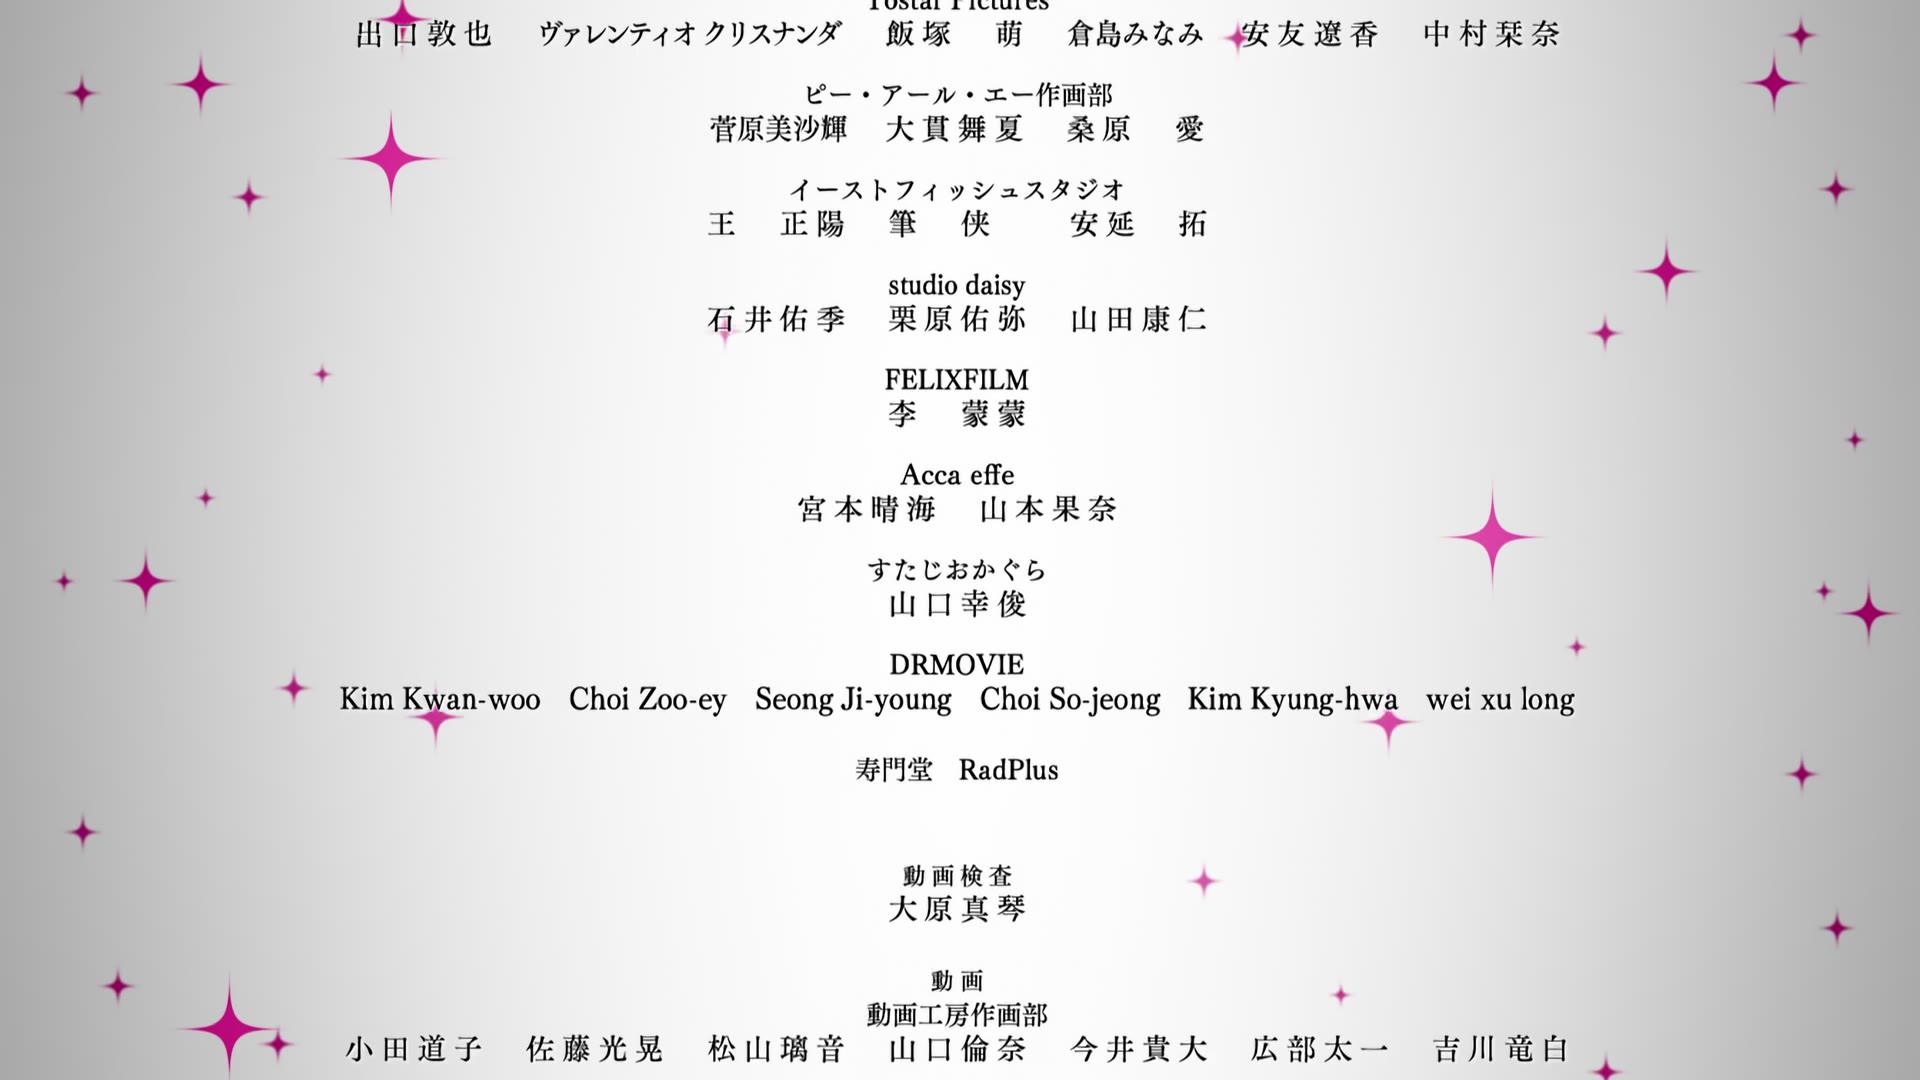 Yostar Pictures
出口敦也 ヴァレンティオ クリスナンダ 飯塚 萌 倉島みなみ 安友遼香 中村栞奈
ピー・アール・エー作画部
菅原美沙輝 大貫舞夏 桑原 愛
イーストフィッシュスタジオ
王 正陽 筆 侠 安延 拓
studio daisy
石井佑季 栗原佑弥 山田康仁
FELIXFILM
李 蒙蒙
Acca effe
宮本晴海 山本果奈
すたじおかぐら
山口幸俊
DRMOVIE
Kim Kwan-woo Choi Zoo-ey Seong Ji-young Choi So-jeong Kim Kyung-hwa wei xu long
寿門堂 RadPlus
動画検査
大原真琴
動画
動画工房作画部
小田道子 佐藤光晃 松山璃音 山口倫奈 今井貴大 広部太一 吉川竜白